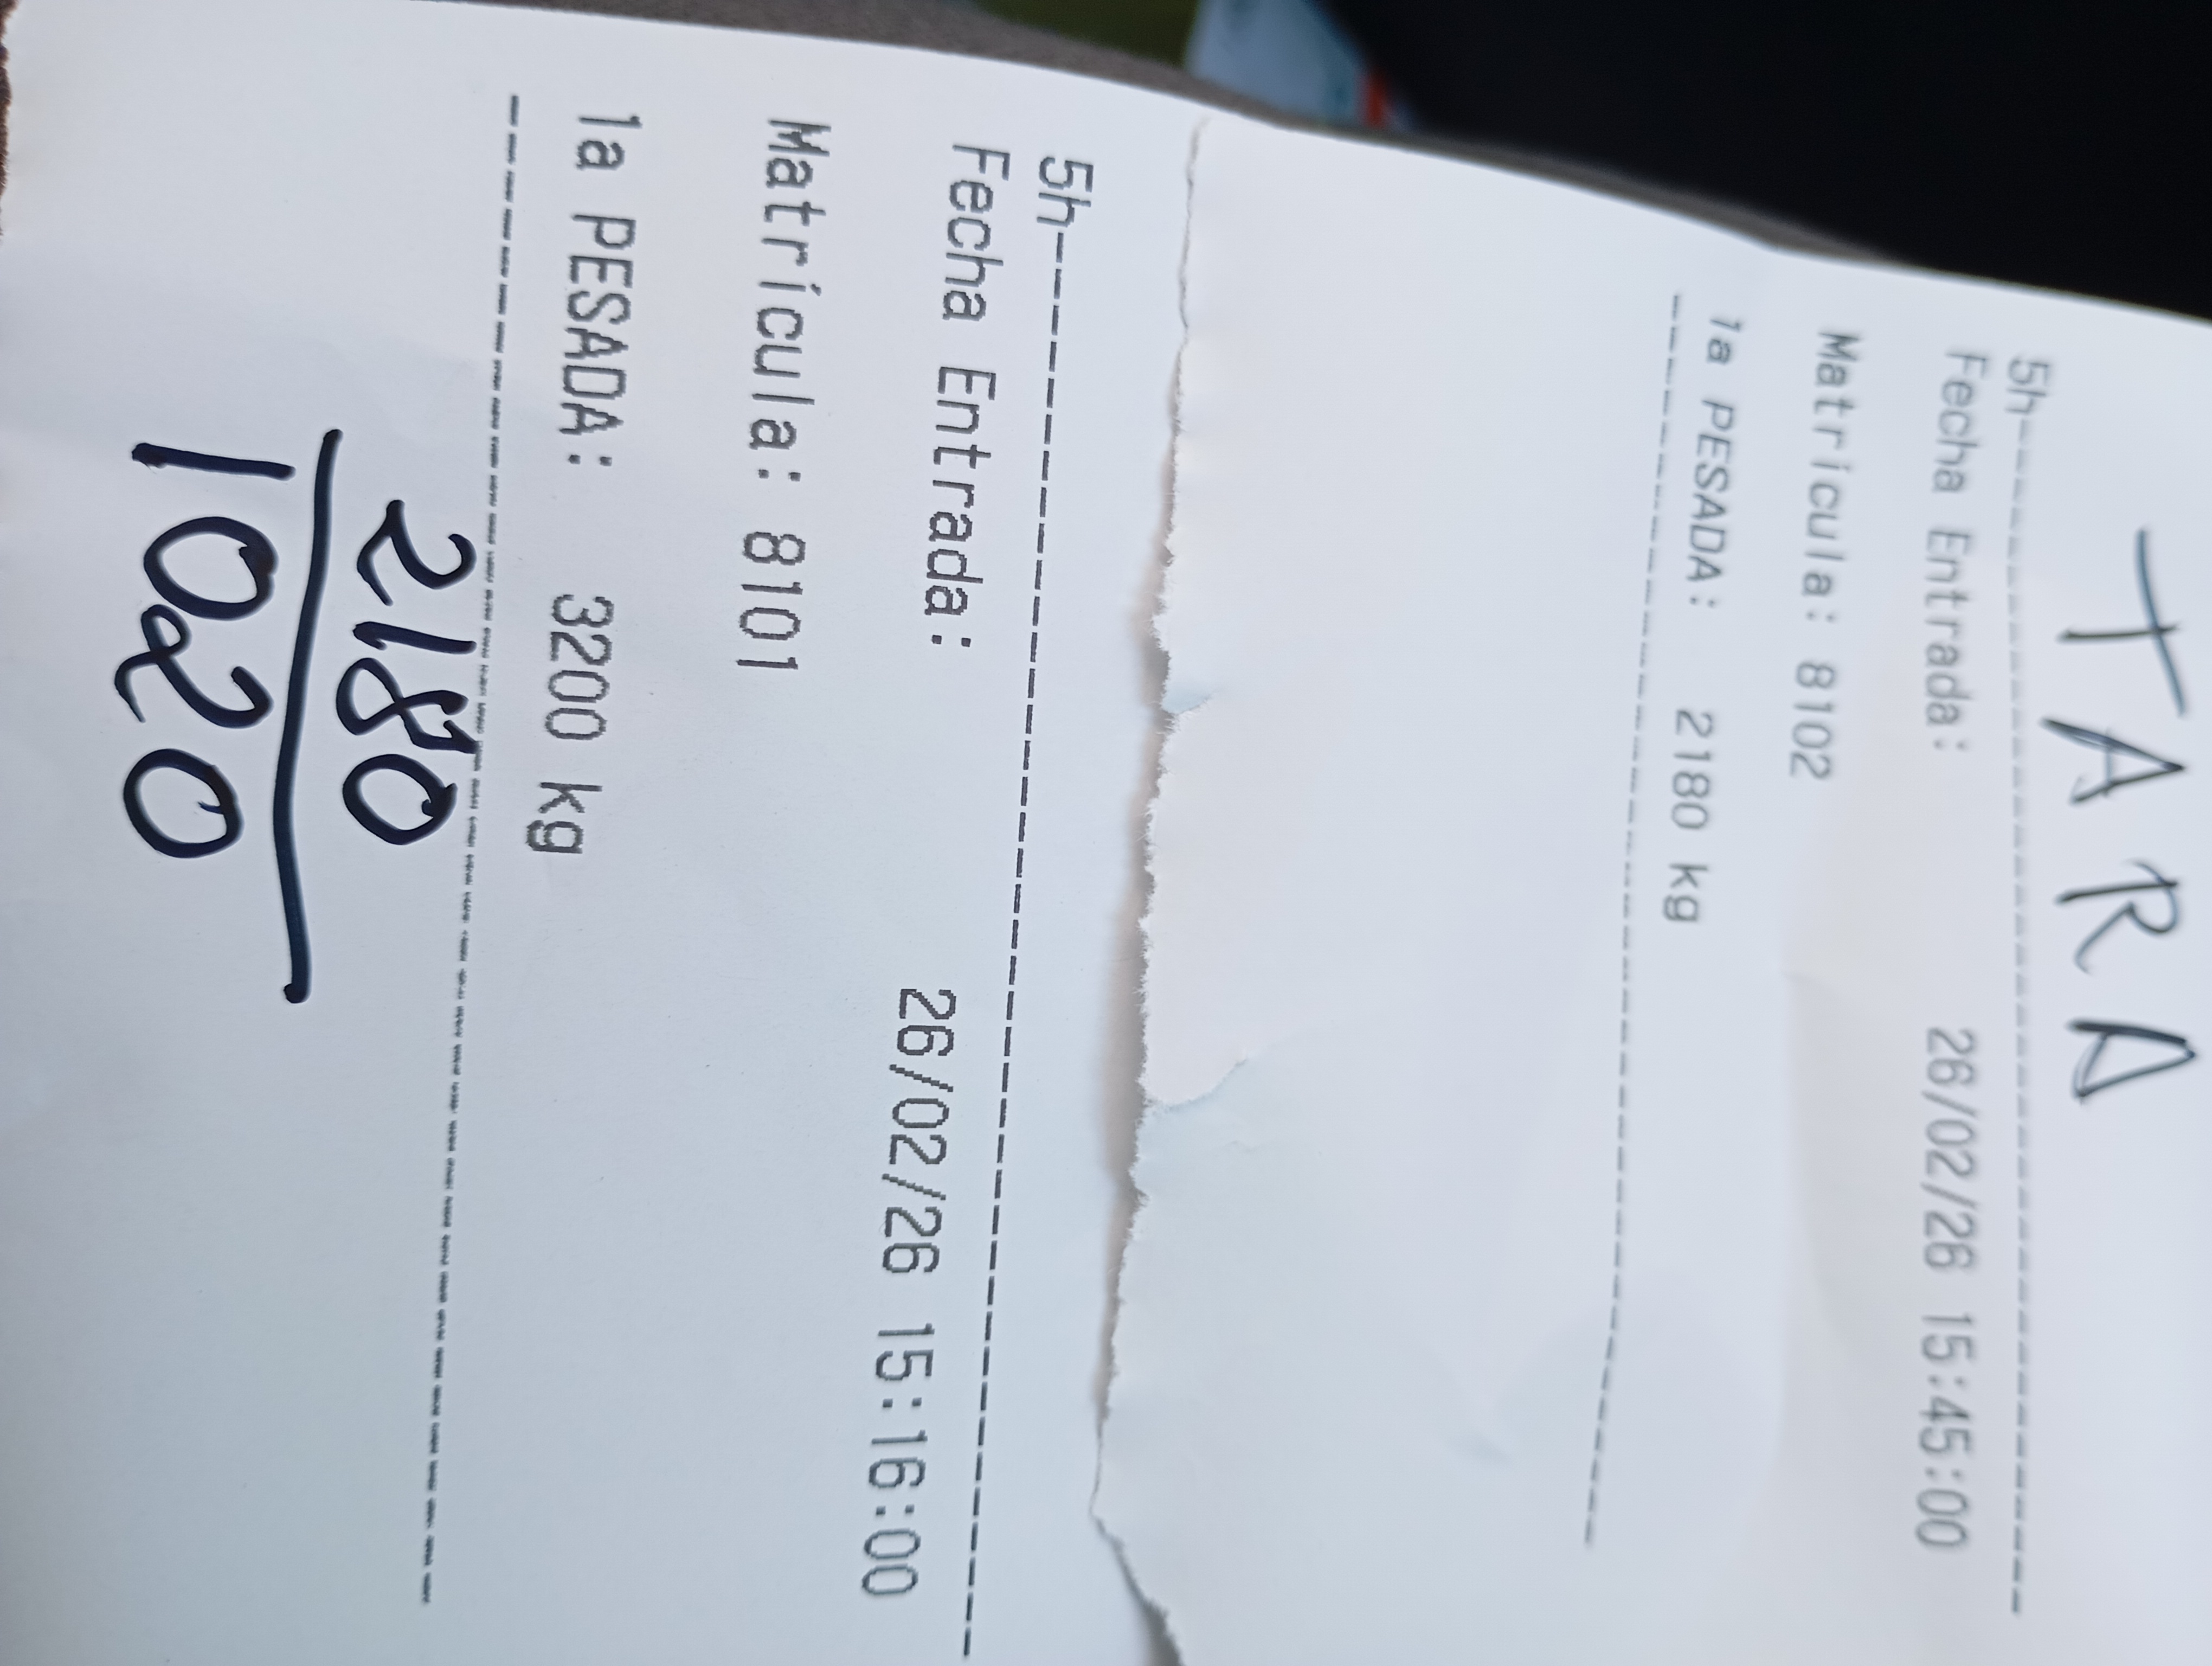 TARA
5h------------------------------------------
Fecha Entrada: 26/02/26 15:45:00
Matrícula: 8102
1a PESADA: 2180 kg
------------------------------------------
5h------------------------------------------
Fecha Entrada: 26/02/26 15:16:00
Matrícula: 8101
1a PESADA: 3200 kg
------------------------------------------
2180
1020